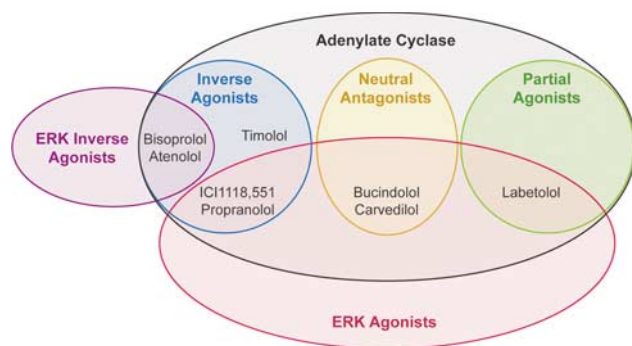 Adenylate Cyclase
Inverse
Agonists
Neutral
Antagonists
Partial
Agonists
ERK Inverse
Agonists
Bisoprolol
Atenolol
Timolol
ICI1118,551
Propranolol
Bucindolol
Carvedilol
Labetolol
ERK Agonists